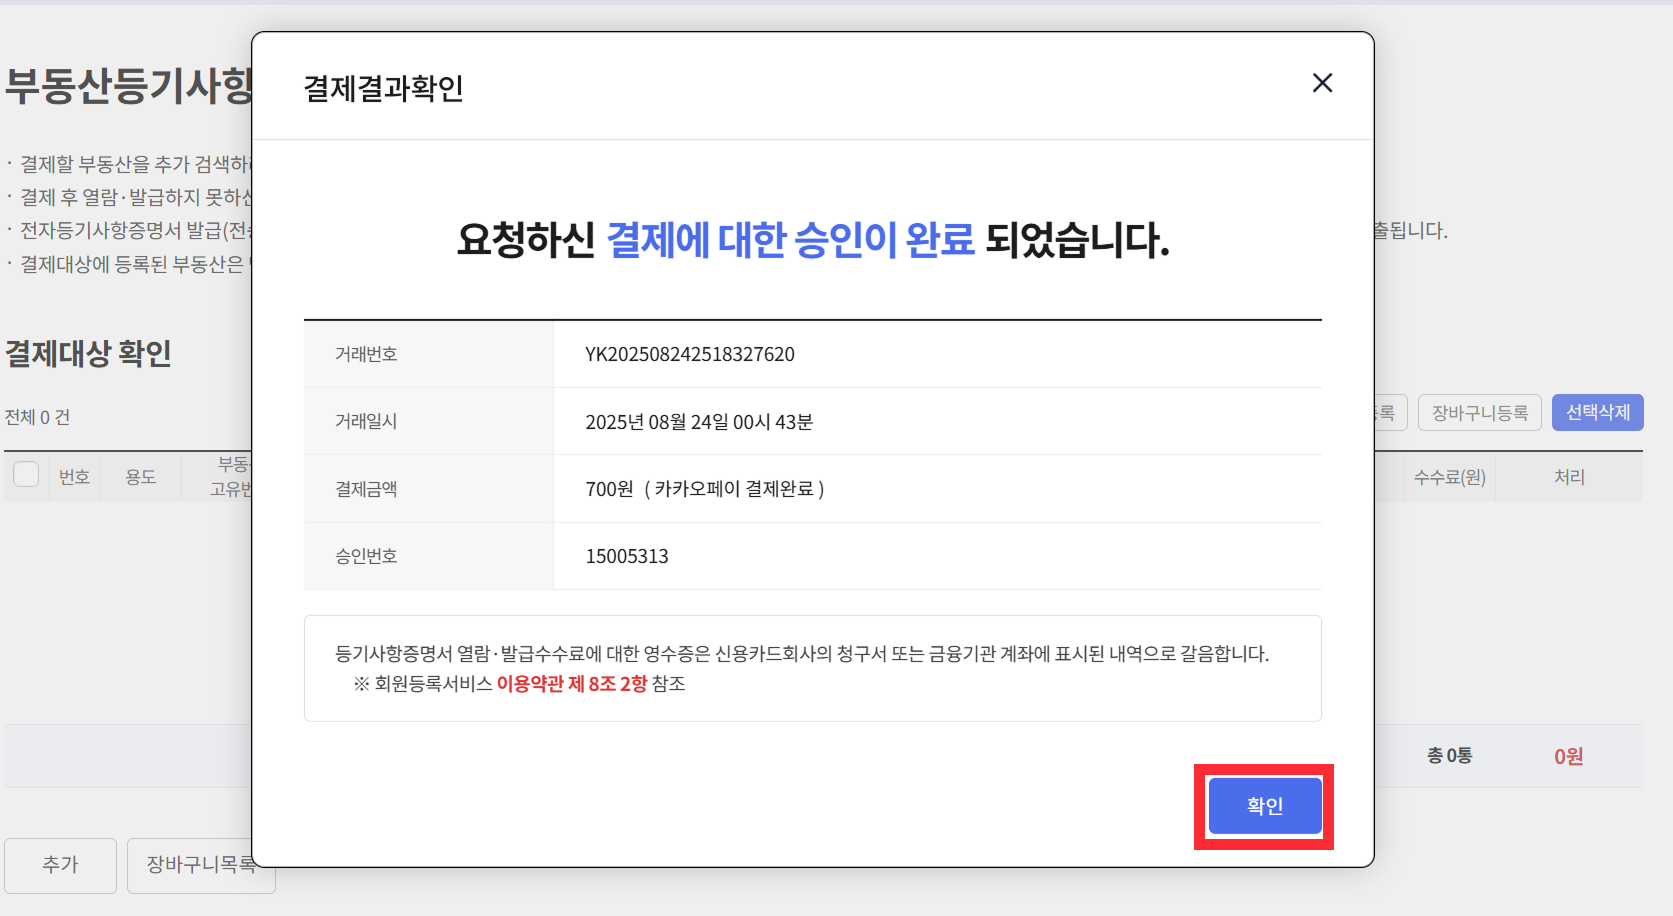 결제결과확인
부동산등기사항
· 결제할 부동산을 추가 검색하
· 결제 후 열람·발급하지 못하신
· 전자등기사항증명서 발급(전
출됩니다.
· 결제대상에 등록된 부동산은
요청하신 결제에 대한 승인이 완료 되었습니다.
결제대상 확인
거래번호 YK202508242518327620
전체 0 건
거래일시 2025년 08월 24일 00시 43분
록 장바구니등록 선택삭제
번호 용도 부동
고유번
수수료(원) 처리
결제금액 700원 ( 카카오페이 결제완료 )
승인번호 15005313
등기사항증명서 열람·발급수수료에 대한 영수증은 신용카드회사의 청구서 또는 금융기관 계좌에 표시된 내역으로 갈음합니다.
※ 회원등록서비스 이용약관 제 8조 2항 참조
총 0통 0원
확인
추가 장바구니목록